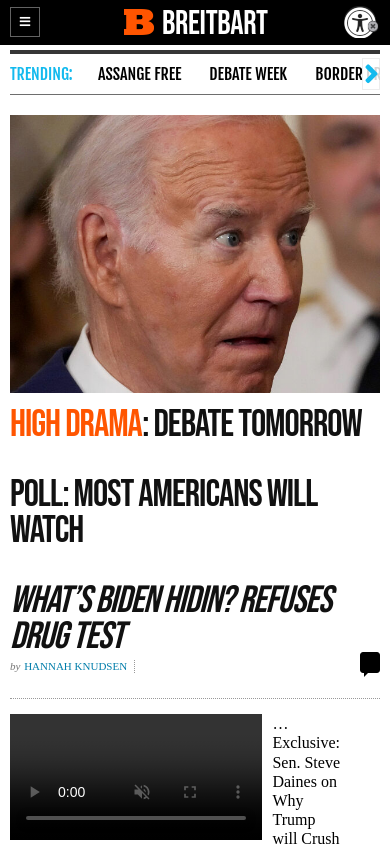 BREITBART
TRENDING: ASSANGE FREE DEBATE WEEK BORDER
HIGH DRAMA: DEBATE TOMORROW
POLL: MOST AMERICANS WILL
WATCH
WHAT’S BIDEN HIDIN? REFUSES
DRUG TEST
by HANNAH KNUDSEN
0:00
…
Exclusive:
Sen. Steve
Daines on
Why
Trump
will Crush